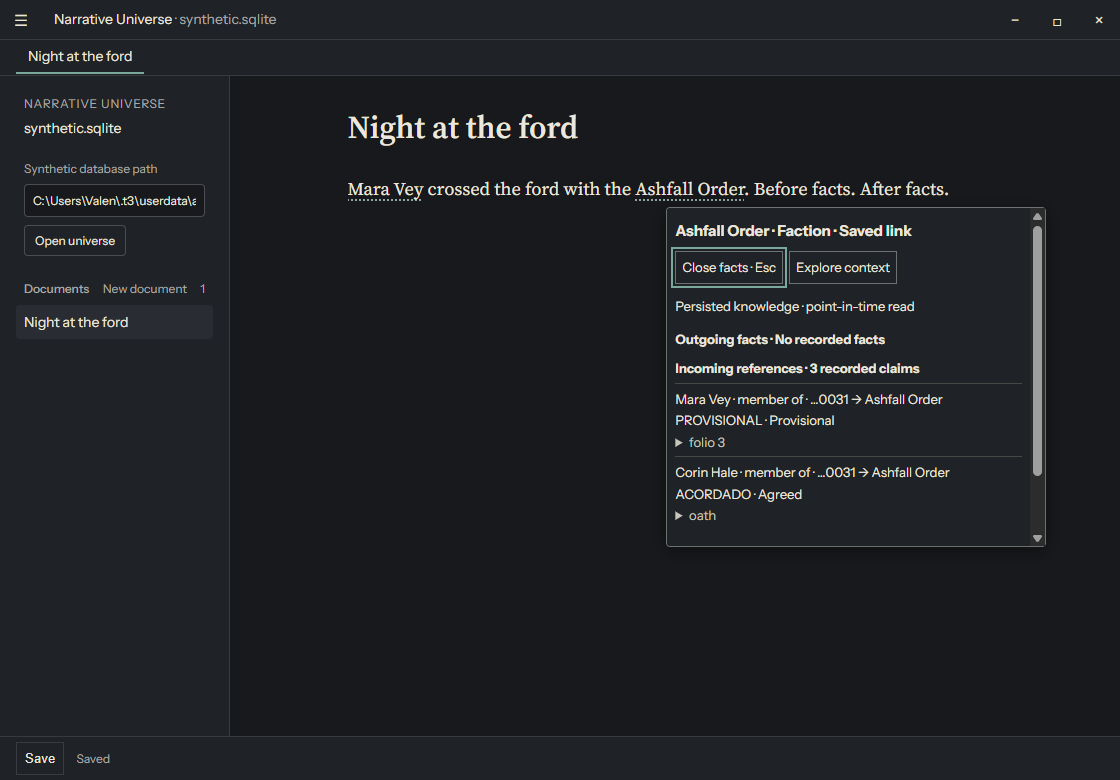 Narrative Universe · synthetic.sqlite
Night at the ford
NARRATIVE UNIVERSE
synthetic.sqlite
Synthetic database path
C:\Users\Valen\.t3\userdata\a
Open universe
Documents New document 1
Night at the ford
Night at the ford
Mara Vey crossed the ford with the Ashfall Order. Before facts. After facts.
Ashfall Order · Faction · Saved link
Close facts · Esc Explore context
Persisted knowledge · point-in-time read
Outgoing facts · No recorded facts
Incoming references · 3 recorded claims
Mara Vey · member of · …0031 → Ashfall Order
PROVISIONAL · Provisional
▶ folio 3
Corin Hale · member of · …0031 → Ashfall Order
ACORDADO · Agreed
▶ oath
Save Saved